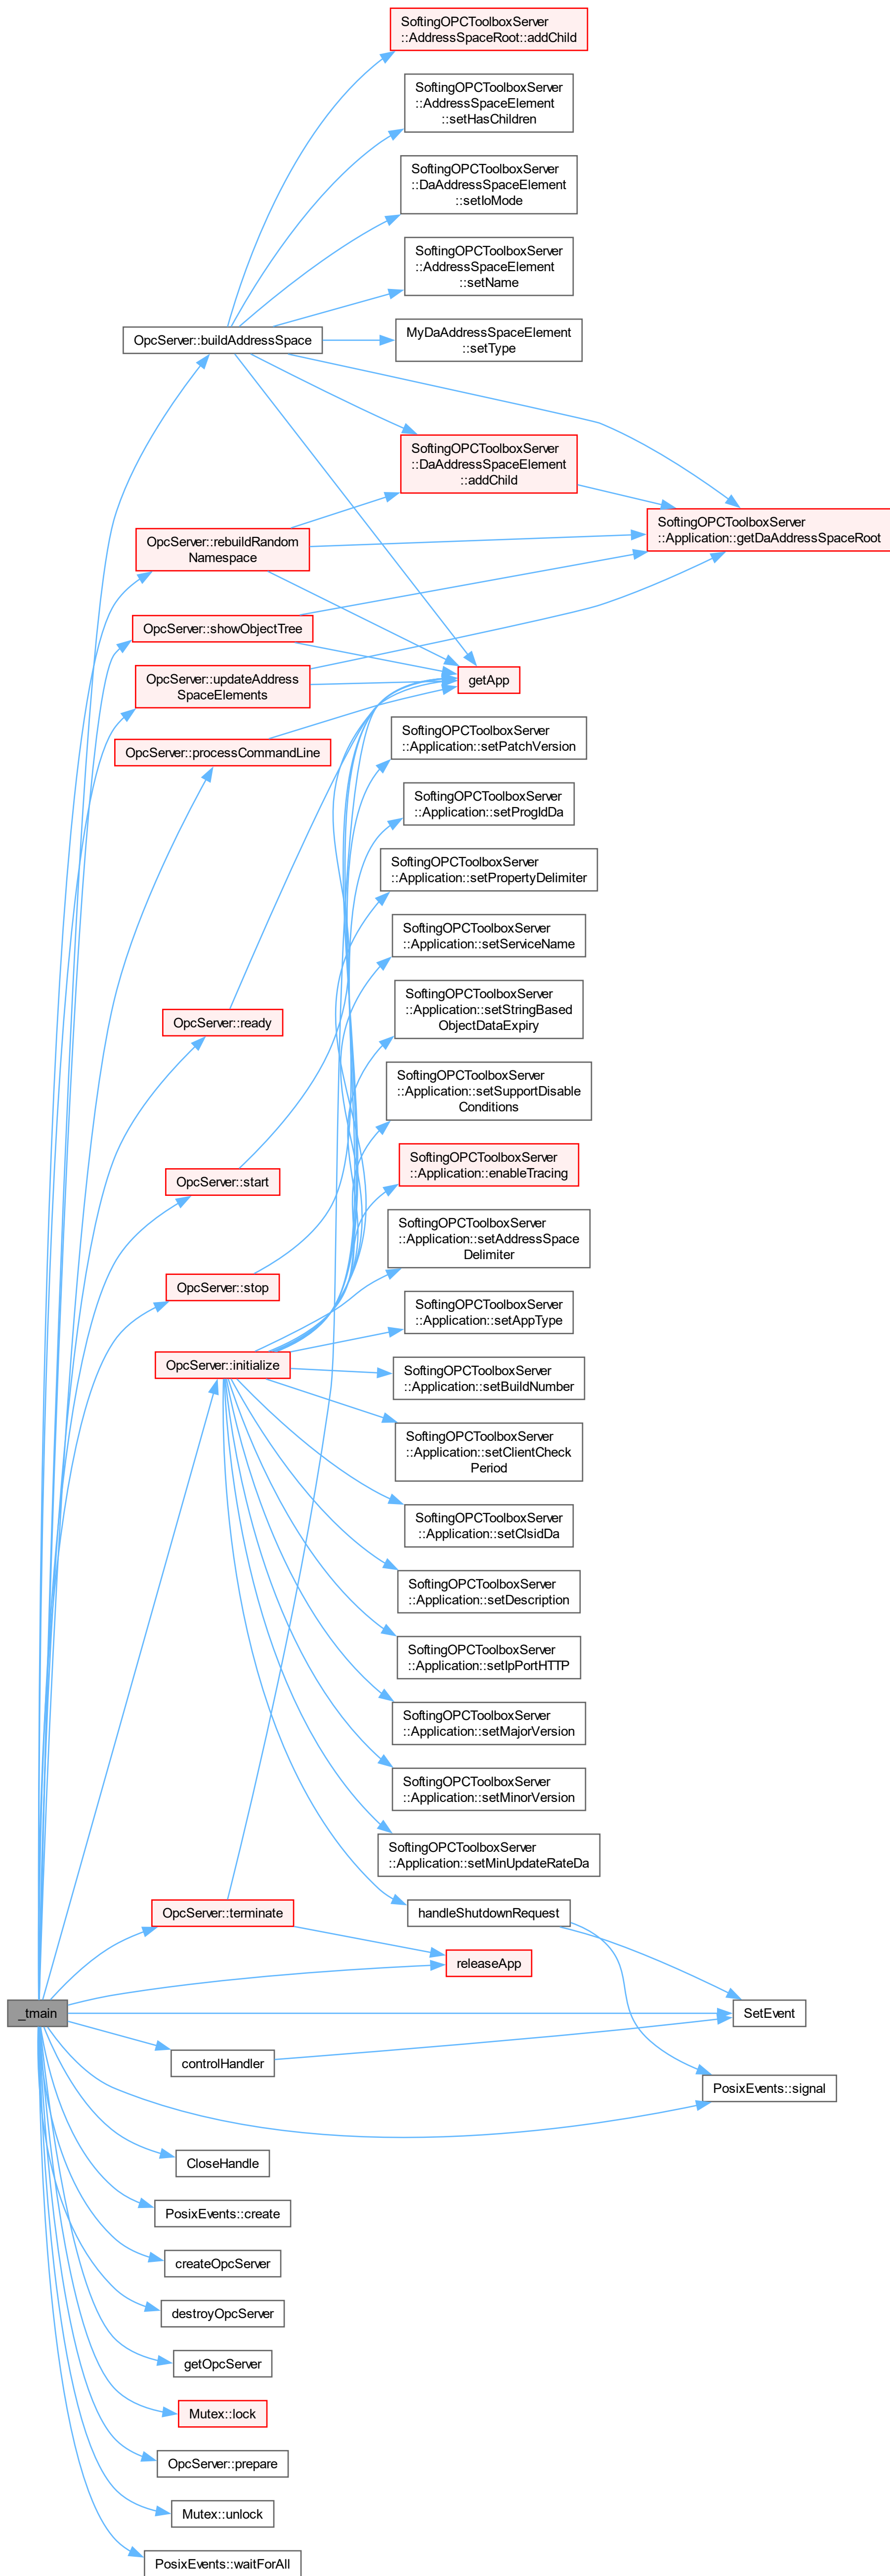 SoftingOPCToolboxServer
::AddressSpaceRoot::addChild
SoftingOPCToolboxServer
::AddressSpaceElement
::setHasChildren
SoftingOPCToolboxServer
::DaAddressSpaceElement
::setIoMode
SoftingOPCToolboxServer
::AddressSpaceElement
::setName
OpcServer::buildAddressSpace
MyDaAddressSpaceElement
::setType
SoftingOPCToolboxServer
::DaAddressSpaceElement
::addChild
SoftingOPCToolboxServer
::Application::getDaAddressSpaceRoot
OpcServer::rebuildRandom
Namespace
OpcServer::showObjectTree
OpcServer::updateAddress
SpaceElements
getApp
OpcServer::processCommandLine
SoftingOPCToolboxServer
::Application::setPatchVersion
SoftingOPCToolboxServer
::Application::setProgIdDa
SoftingOPCToolboxServer
::Application::setPropertyDelimiter
SoftingOPCToolboxServer
::Application::setServiceName
OpcServer::ready
SoftingOPCToolboxServer
::Application::setStringBased
ObjectDataExpiry
SoftingOPCToolboxServer
::Application::setSupportDisable
Conditions
SoftingOPCToolboxServer
::Application::enableTracing
OpcServer::start
SoftingOPCToolboxServer
::Application::setAddressSpace
Delimiter
OpcServer::stop
SoftingOPCToolboxServer
::Application::setAppType
OpcServer::initialize
SoftingOPCToolboxServer
::Application::setBuildNumber
SoftingOPCToolboxServer
::Application::setClientCheck
Period
SoftingOPCToolboxServer
::Application::setClsidDa
SoftingOPCToolboxServer
::Application::setDescription
SoftingOPCToolboxServer
::Application::setIpPortHTTP
SoftingOPCToolboxServer
::Application::setMajorVersion
SoftingOPCToolboxServer
::Application::setMinorVersion
SoftingOPCToolboxServer
::Application::setMinUpdateRateDa
OpcServer::terminate
handleShutdownRequest
releaseApp
_tmain
SetEvent
controlHandler
PosixEvents::signal
CloseHandle
PosixEvents::create
createOpcServer
destroyOpcServer
getOpcServer
Mutex::lock
OpcServer::prepare
Mutex::unlock
PosixEvents::waitForAll